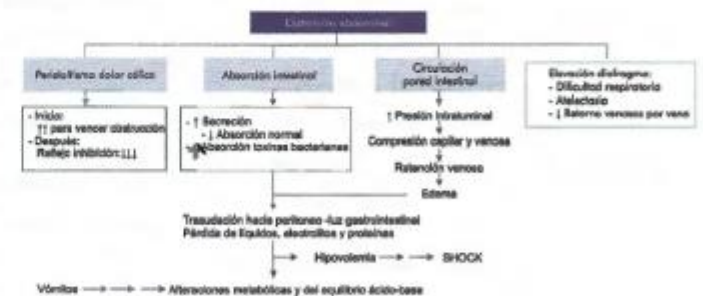 Distensión abdominal
Peristaltismo dolor cólico
- Inicio:
↑↑ para vencer obstrucción
- Después:
Reflejo inhibición: ↓↓↓
Absorción intestinal
- ↑ Secreción
- ↓ Absorción normal
Absorción toxinas bacterianas
Circulación
pared intestinal
↑ Presión intraluminal
Compresión capilar y venosa
Retención venosa
Edema
Elevación diafragma:
- Dificultad respiratoria
- Atelectasia
- ↓ Retorno venoso por vena
Trasudación hacia peritoneo -luz gastrointestinal
Pérdida de líquidos, electrolitos y proteínas
Hipovolemia → → SHOCK
Vómitos → → → Alteraciones metabólicas y del equilibrio ácido-base